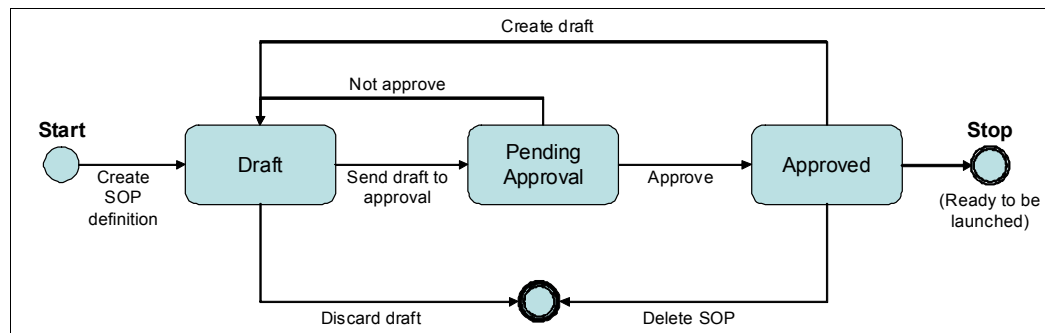 Create draft
Not approve
Start
Stop
Draft
Pending
Approval
Approved
Create
SOP
definition
Send draft to
approval
Approve
(Ready to be
launched)
Discard draft
Delete SOP